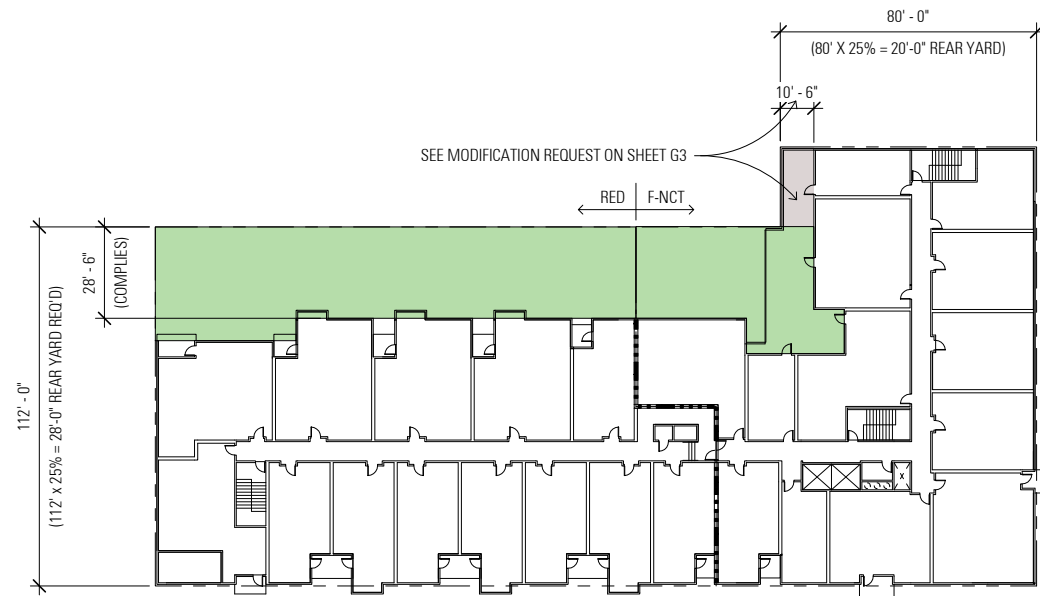 80' - 0"
(80' X 25% = 20'-0" REAR YARD)
10' - 6"
SEE MODIFICATION REQUEST ON SHEET G3
RED
F-NCT
28' - 6"
(COMPLIES)
112' - 0"
(112' x 25% = 28'-0" REAR YARD REQ'D)
X